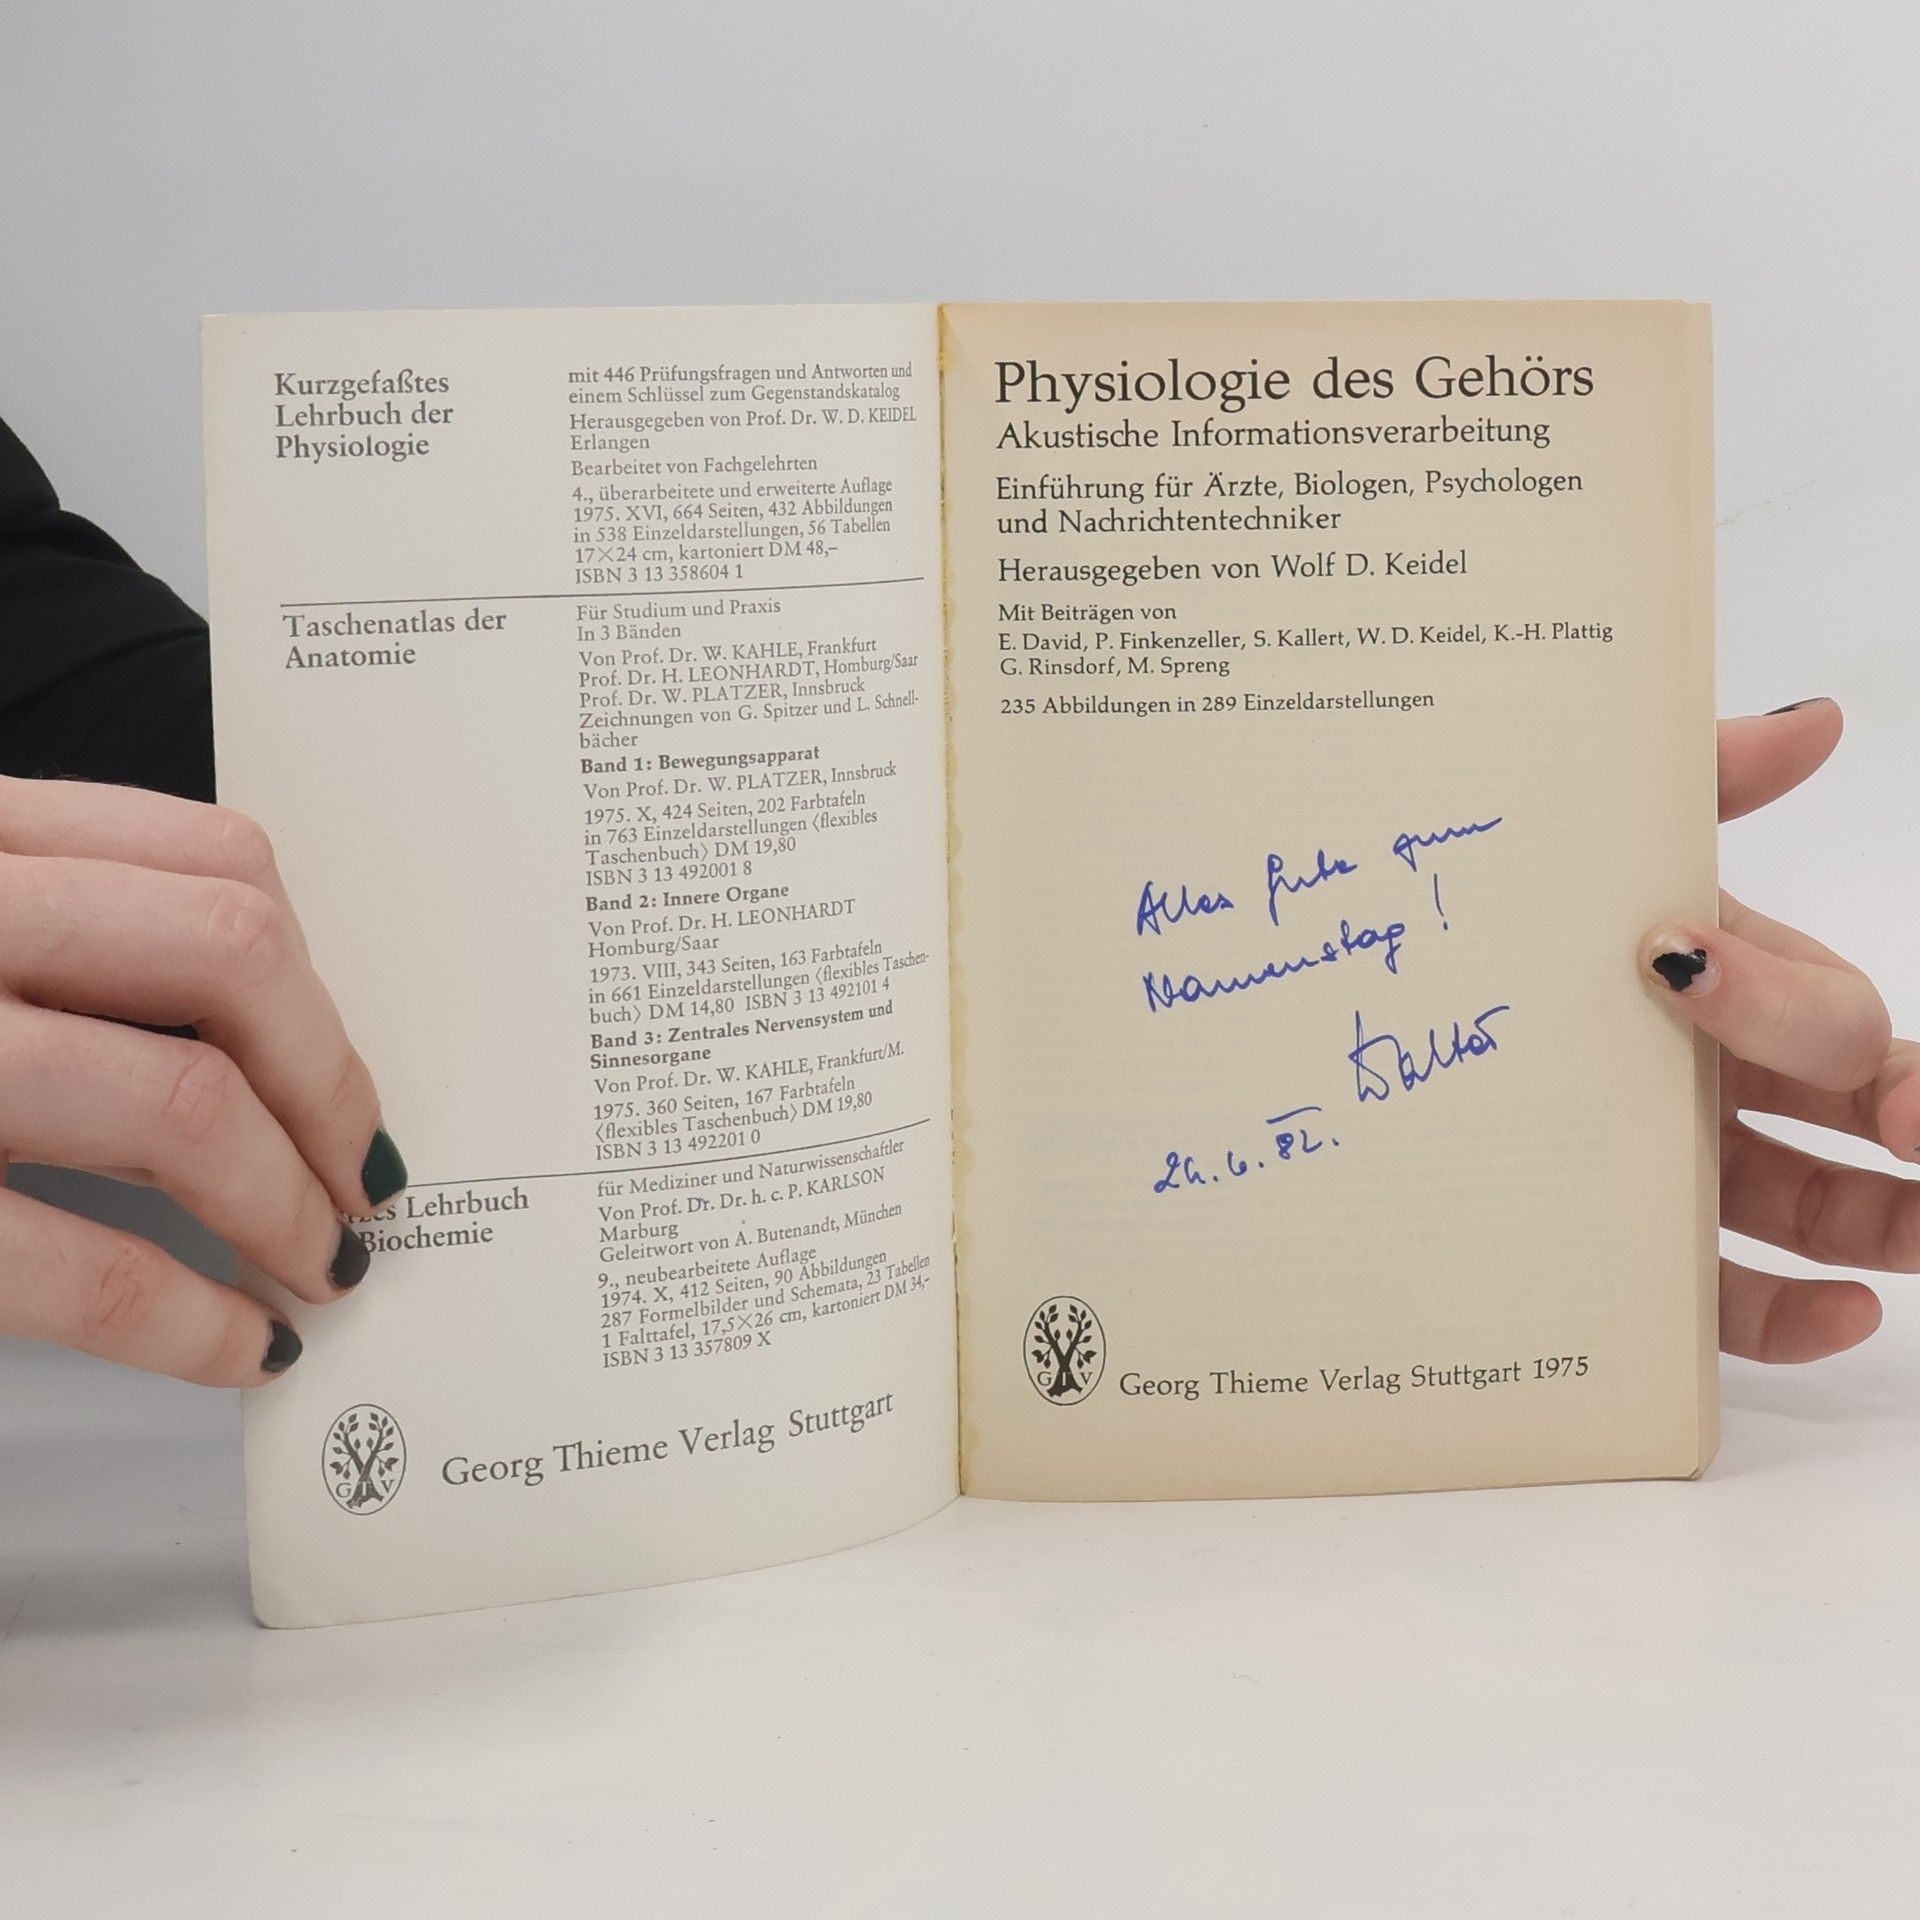 Kurzgefaßtes
Lehrbuch der
Physiologie
mit 446 Prüfungsfragen und Antworten und
einem Schlüssel zum Gegenstandskatalog
Herausgegeben von Prof. Dr. W. D. KEIDEL
Erlangen
Bearbeitet von Fachgelehrten
4., überarbeitete und erweiterte Auflage
1975. XVI, 664 Seiten, 432 Abbildungen
in 538 Einzeldarstellungen, 56 Tabellen
17×24 cm, kartoniert DM 48,–
ISBN 3 13 358604 1
Taschenatlas der
Anatomie
Für Studium und Praxis
In 3 Bänden
Von Prof. Dr. W. KAHLE, Frankfurt
Prof. Dr. H. LEONHARDT, Homburg/Saar
Prof. Dr. W. PLATZER, Innsbruck
Zeichnungen von G. Spitzer und L. Schnell-
bächer
Band 1: Bewegungsapparat
Von Prof. Dr. W. PLATZER, Innsbruck
1975. X, 424 Seiten, 202 Farbtafeln
in 763 Einzeldarstellungen ⟨flexibles
Taschenbuch⟩ DM 19,80
ISBN 3 13 492001 8
Band 2: Innere Organe
Von Prof. Dr. H. LEONHARDT
Homburg/Saar
1973. VIII, 343 Seiten, 163 Farbtafeln
in 661 Einzeldarstellungen ⟨flexibles Taschen-
buch⟩ DM 14,80 ISBN 3 13 492101 4
Band 3: Zentrales Nervensystem und
Sinnesorgane
Von Prof. Dr. W. KAHLE, Frankfurt/M.
1975. 360 Seiten, 167 Farbtafeln
⟨flexibles Taschenbuch⟩ DM 19,80
ISBN 3 13 492201 0
Lehrbuch
Biochemie
für Mediziner und Naturwissenschaftler
Von Prof. Dr. Dr. h. c. P. KARLSON
Marburg
Geleitwort von A. Butenandt, München
9., neubearbeitete Auflage
1974. X, 412 Seiten, 90 Abbildungen
287 Formelbilder und Schemata, 23 Tabellen
1 Falttafel, 17,5×26 cm, kartoniert DM 34,–
ISBN 3 13 357809 X
G T V
Georg Thieme Verlag Stuttgart
Physiologie des Gehörs
Akustische Informationsverarbeitung
Einführung für Ärzte, Biologen, Psychologen
und Nachrichtentechniker
Herausgegeben von Wolf D. Keidel
Mit Beiträgen von
E. David, P. Finkenzeller, S. Kallert, W. D. Keidel, K.-H. Plattig
G. Rinsdorf, M. Spreng
235 Abbildungen in 289 Einzeldarstellungen
Alles Gute zum
Namenstag!
Walter
24. 6. 82.
G T V
Georg Thieme Verlag Stuttgart 1975